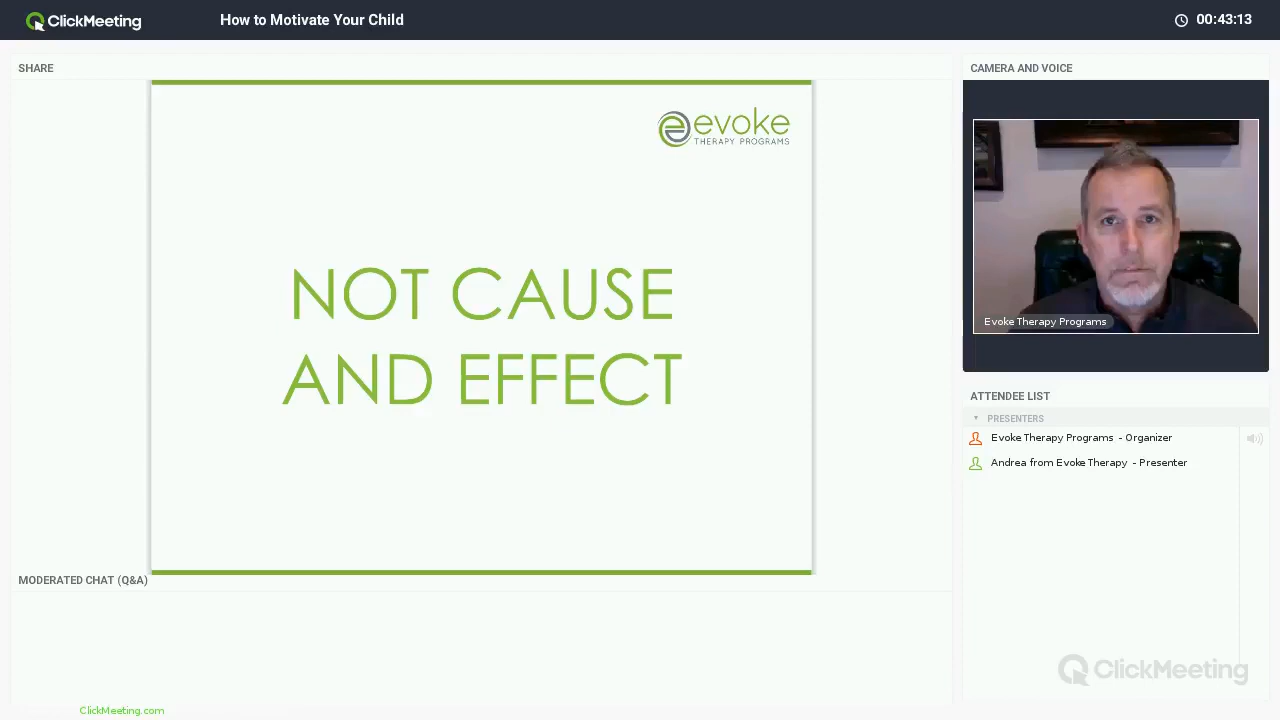 ClickMeeting
How to Motivate Your Child
00:43:13
SHARE
evoke
THERAPY PROGRAMS
NOT CAUSE
AND EFFECT
MODERATED CHAT (Q&A)
ClickMeeting.com
CAMERA AND VOICE
Evoke Therapy Programs
ATTENDEE LIST
PRESENTERS
Evoke Therapy Programs - Organizer
Andrea from Evoke Therapy - Presenter
ClickMeeting